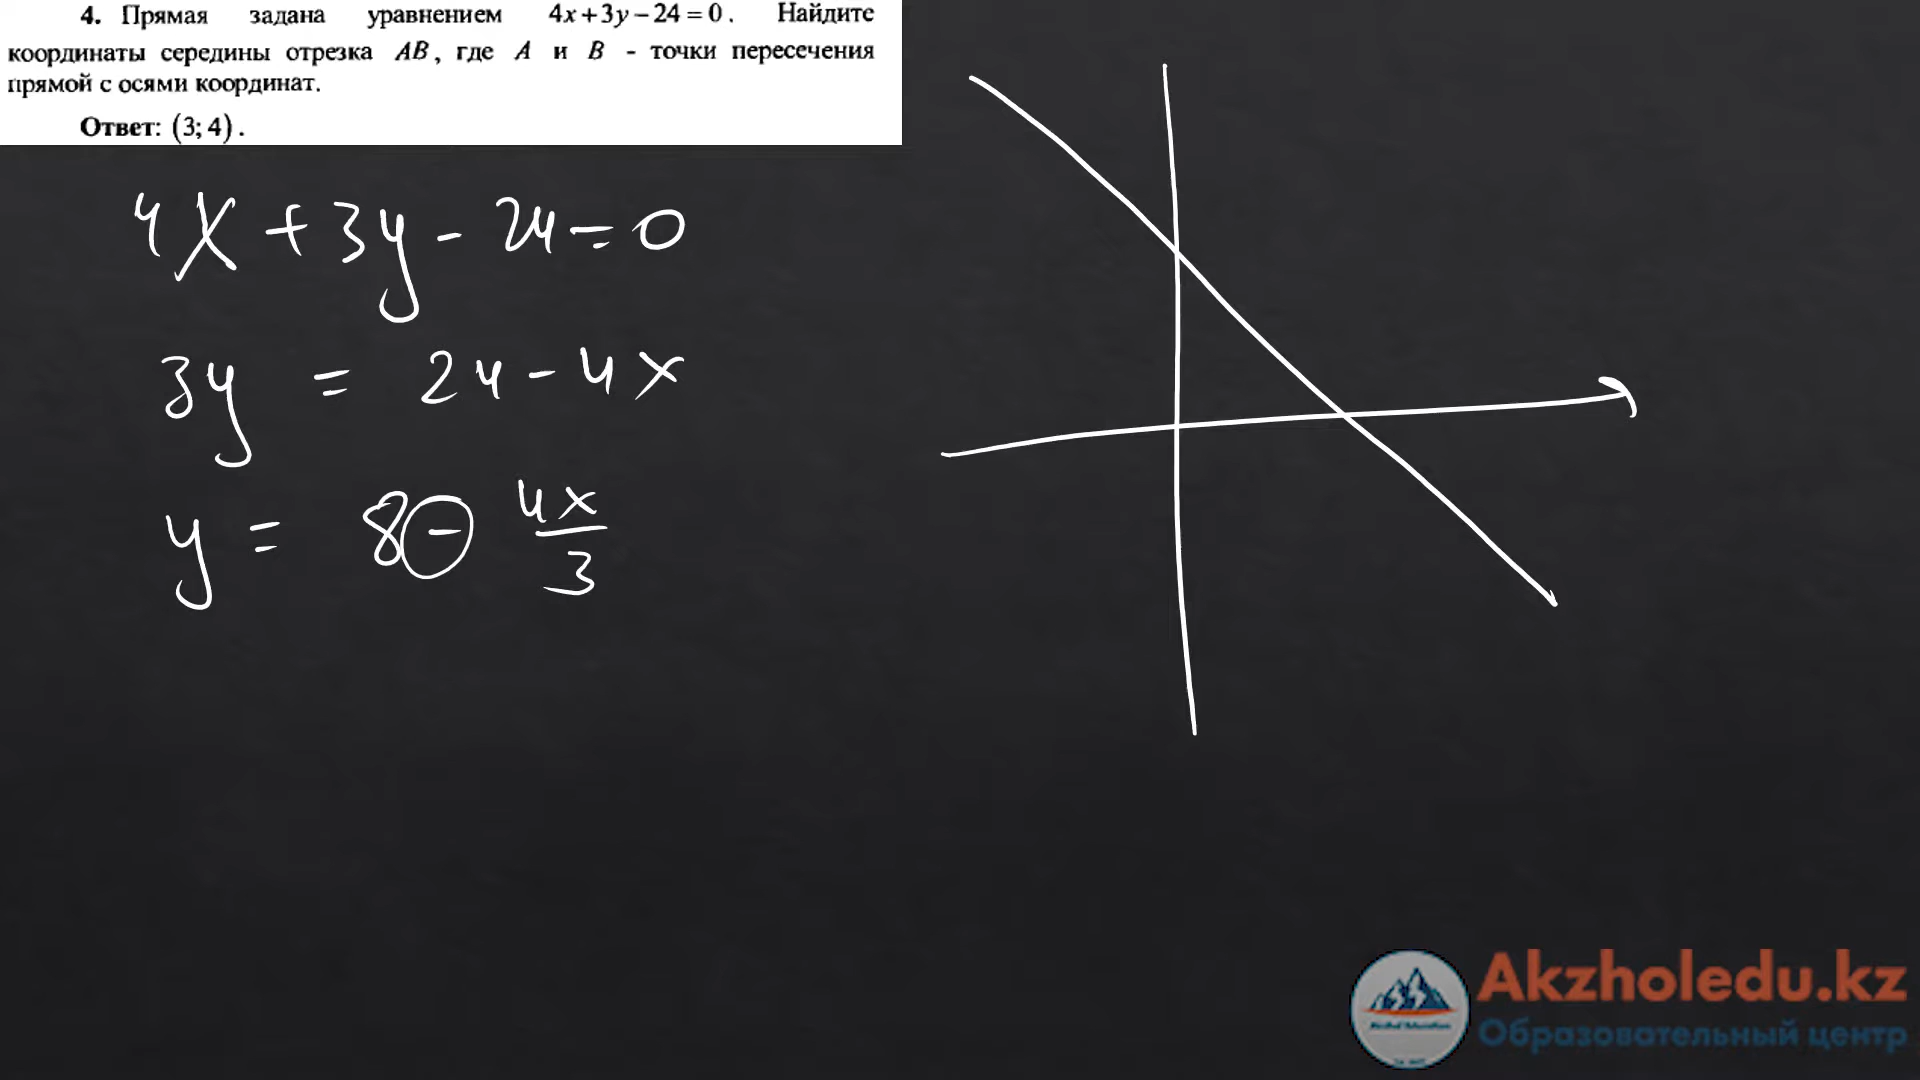 4. Прямая задана уравнением 4x+3y−24=0. Найдите
координаты середины отрезка AB, где A и B - точки пересечения
прямой с осями координат.
Ответ: (3;4).
4x+3y-24=0
3y = 24-4x
y = 8- 4x/3
Akzholedu.kz
Образовательный центр